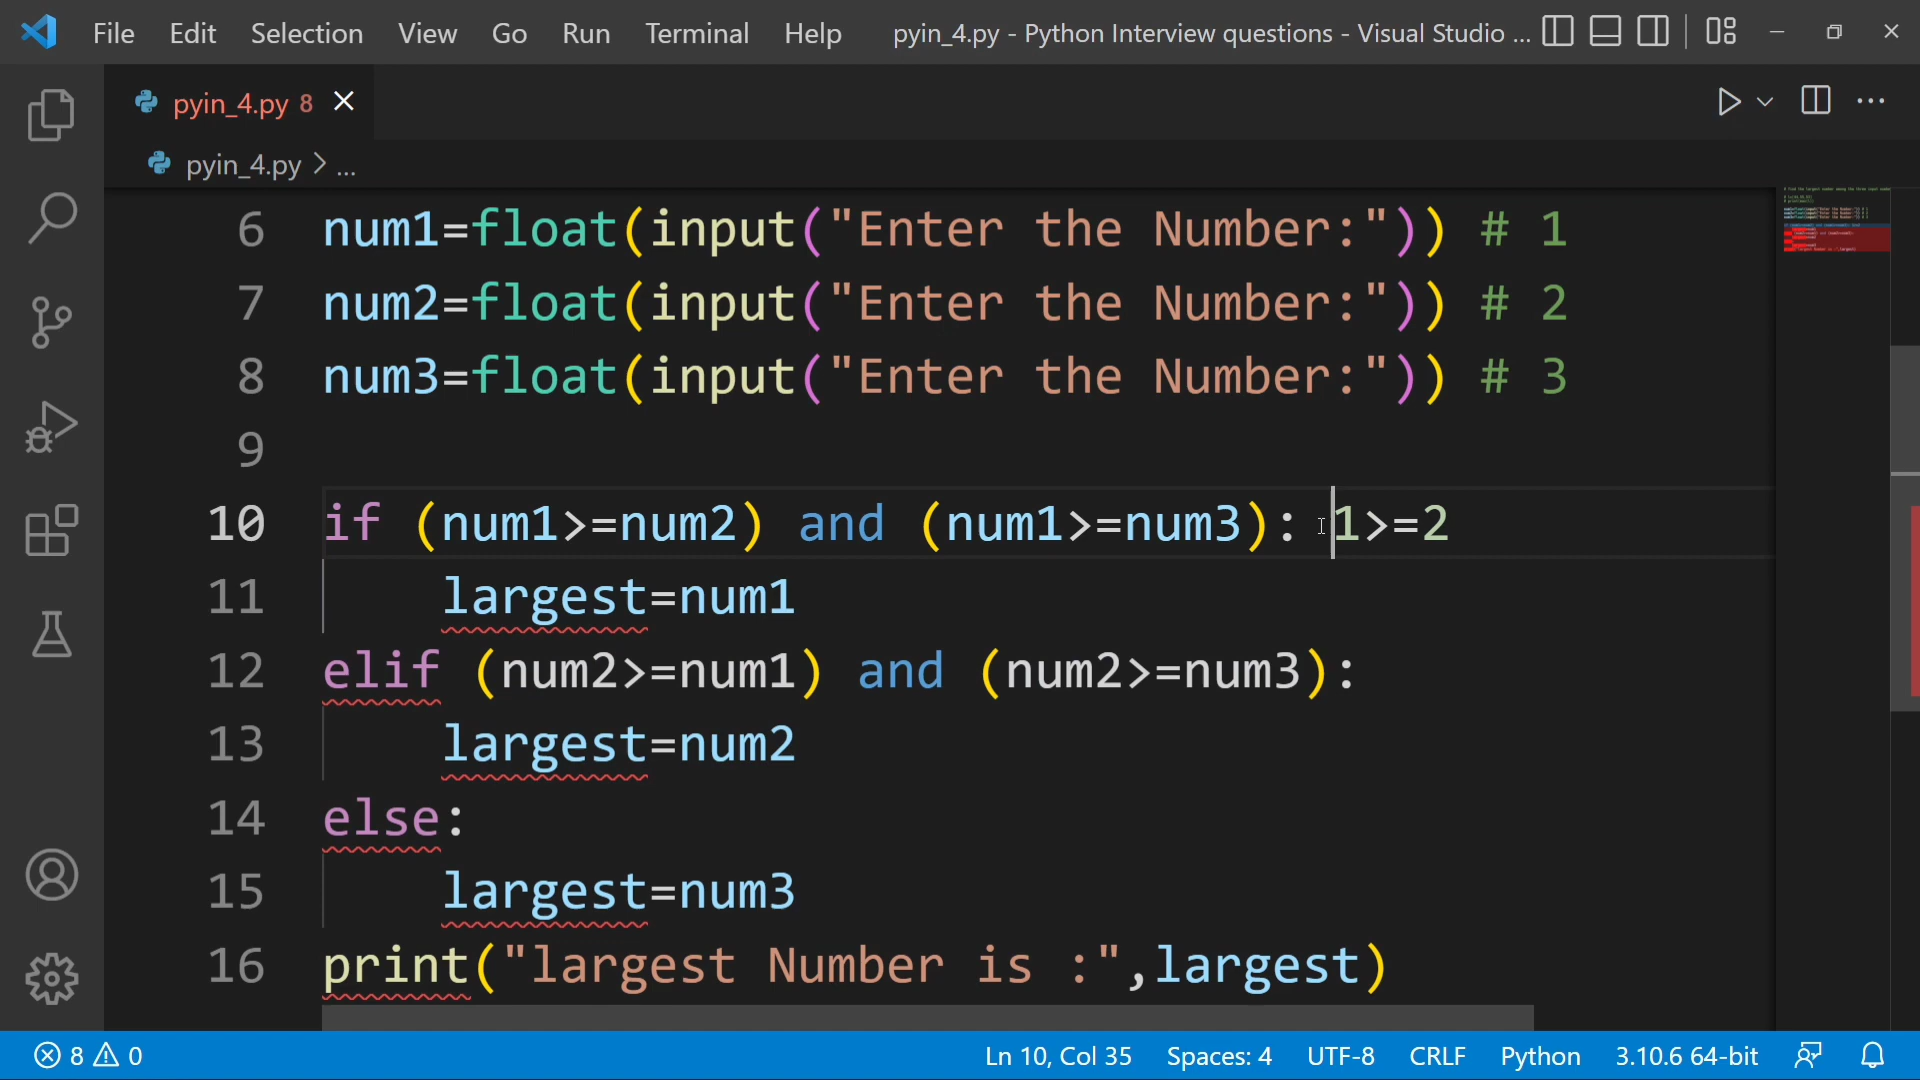 File Edit Selection View Go Run Terminal Help pyin_4.py - Python Interview questions - Visual Studio ...
pyin_4.py 8
pyin_4.py > ...
6 num1=float(input("Enter the Number:")) # 1
7 num2=float(input("Enter the Number:")) # 2
8 num3=float(input("Enter the Number:")) # 3
9
10 if (num1>=num2) and (num1>=num3): 1>=2
11     largest=num1
12 elif (num2>=num1) and (num2>=num3):
13     largest=num2
14 else:
15     largest=num3
16 print("largest Number is :",largest)
8 0 Ln 10, Col 35 Spaces: 4 UTF-8 CRLF Python 3.10.6 64-bit